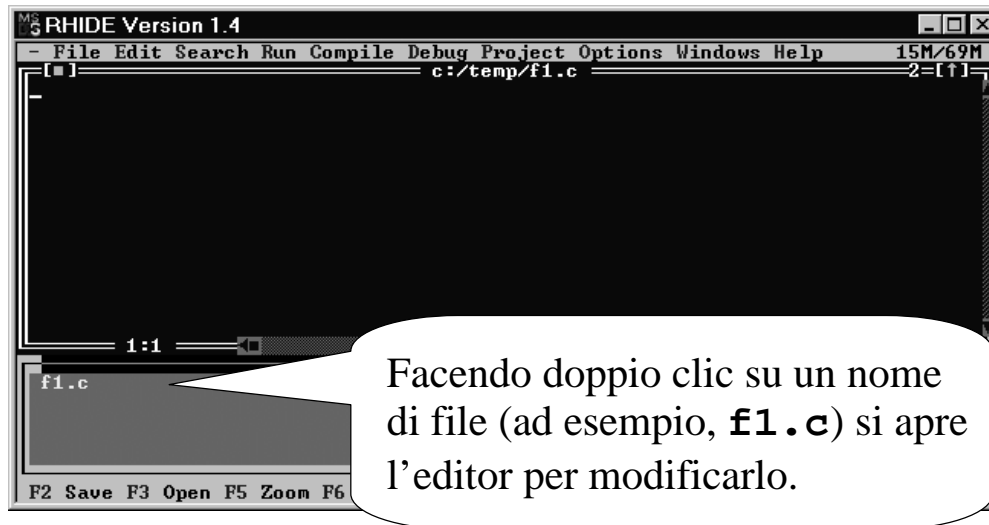 RHIDE Version 1.4
- File Edit Search Run Compile Debug Project Options Windows Help 15M/69M
[■] c:/temp/f1.c 2=[↑]
1:1
f1.c
Facendo doppio clic su un nome
di file (ad esempio, f1.c) si apre
l’editor per modificarlo.
F2 Save F3 Open F5 Zoom F6